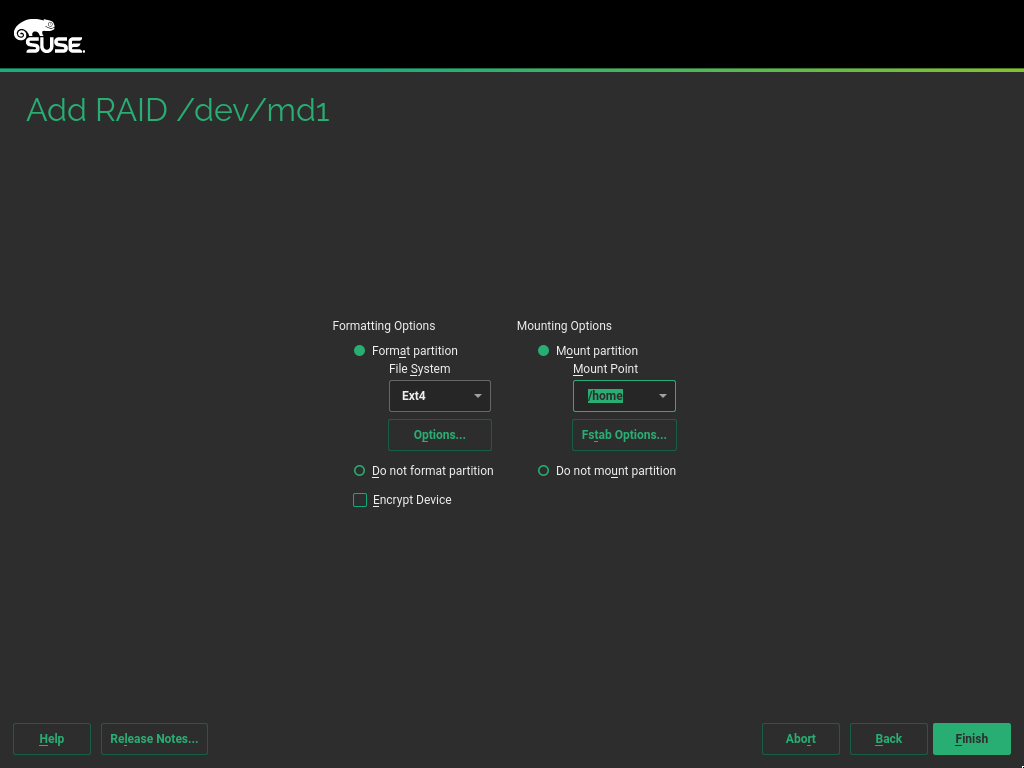 SUSE.
Add RAID /dev/md1
Formatting Options
Format partition
File System
Ext4
Options...
Do not format partition
Encrypt Device
Mounting Options
Mount partition
Mount Point
/home
Fstab Options...
Do not mount partition
Help
Release Notes...
Abort
Back
Finish